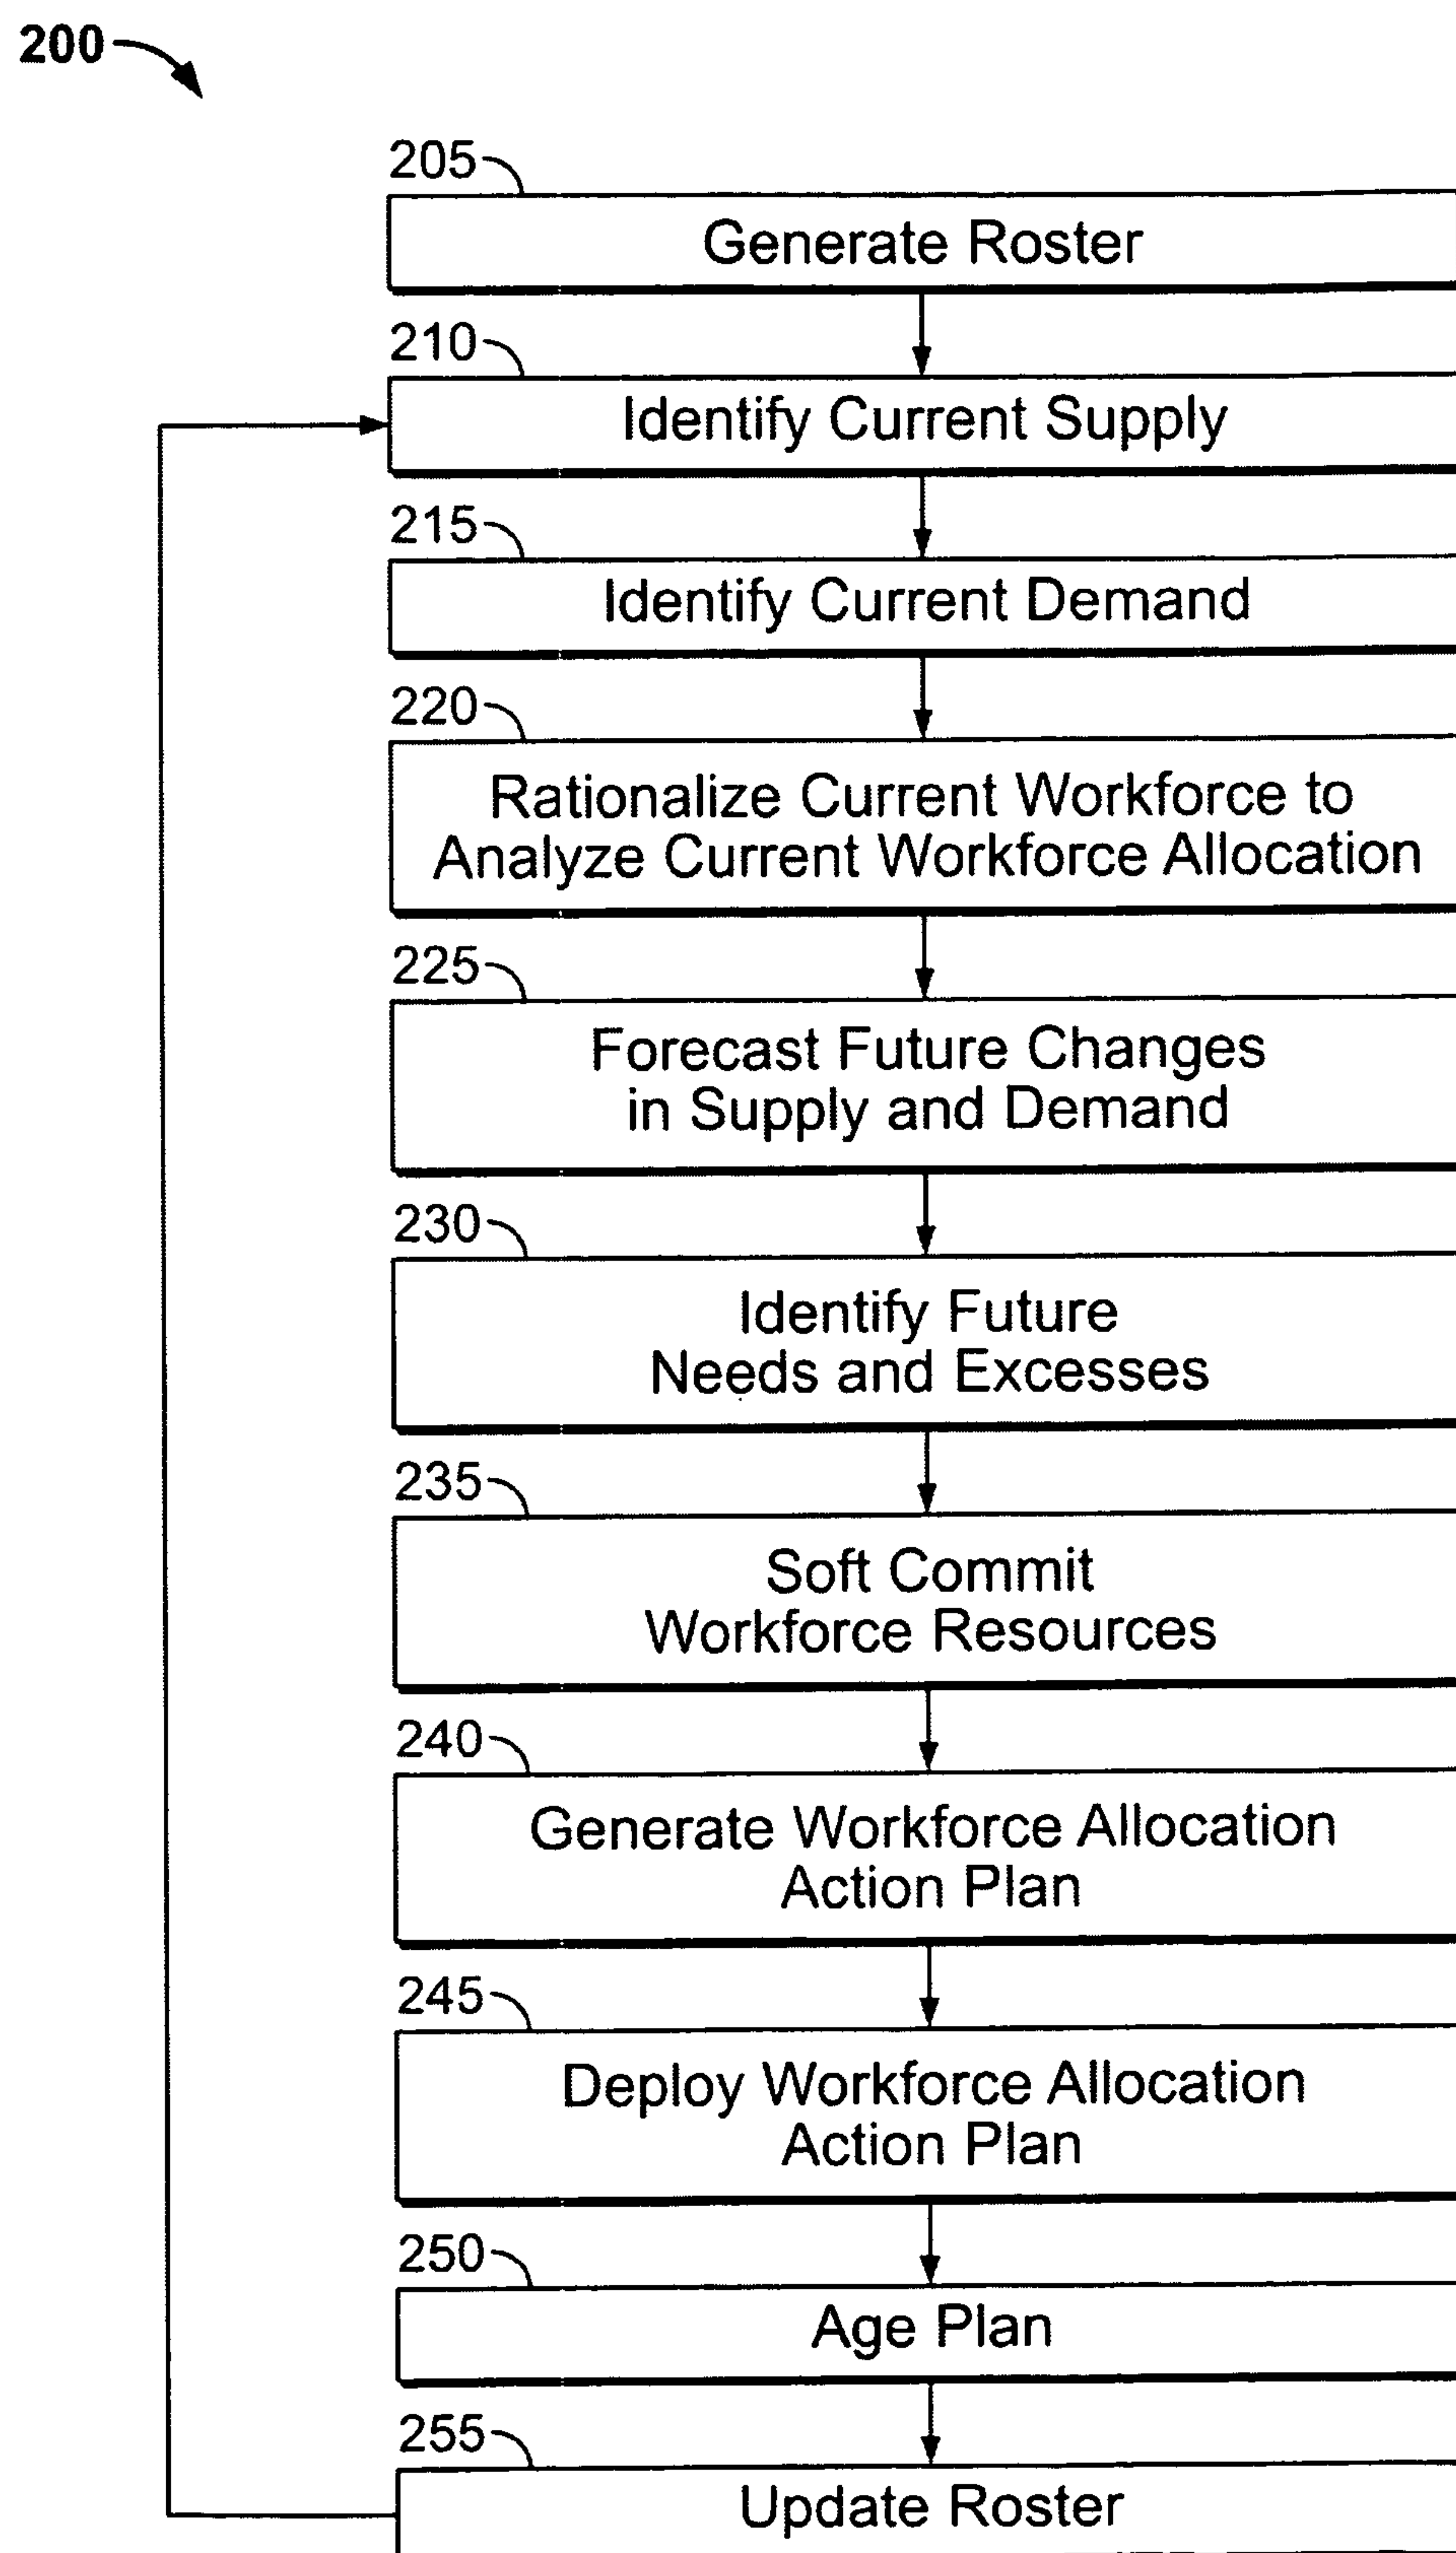 200
205
Generate Roster
210
Identify Current Supply
215
Identify Current Demand
220
Rationalize Current Workforce to
Analyze Current Workforce Allocation
225
Forecast Future Changes
in Supply and Demand
230
Identify Future
Needs and Excesses
235
Soft Commit
Workforce Resources
240
Generate Workforce Allocation
Action Plan
245
Deploy Workforce Allocation
Action Plan
250
Age Plan
255
Update Roster